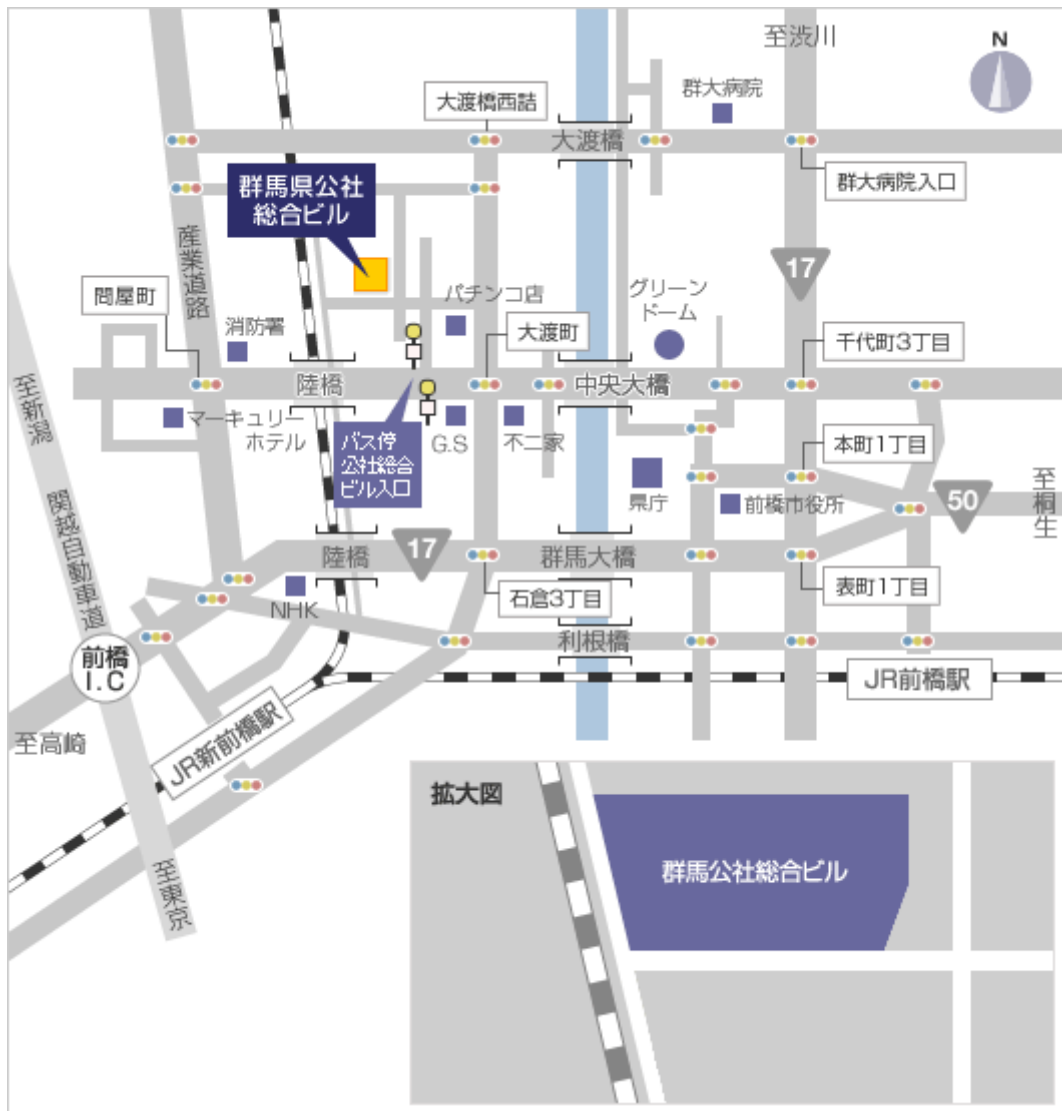 至渋川
N
群大病院
大渡橋西詰
大渡橋
群大病院入口
群馬県公社
総合ビル
産業道路
17
問屋町
消防署
パチンコ店
大渡町
グリーン
ドーム
千代町3丁目
陸橋
中央大橋
至新潟
マーキュリー
ホテル
バス停
公社総合
ビル入口
G.S
不二家
県庁
本町1丁目
前橋市役所
50
至桐生
関越自動車道
陸橋
17
群馬大橋
NHK
石倉3丁目
表町1丁目
利根橋
前橋
I.C
JR前橋駅
至高崎
JR新前橋駅
至東京
拡大図
群馬公社総合ビル